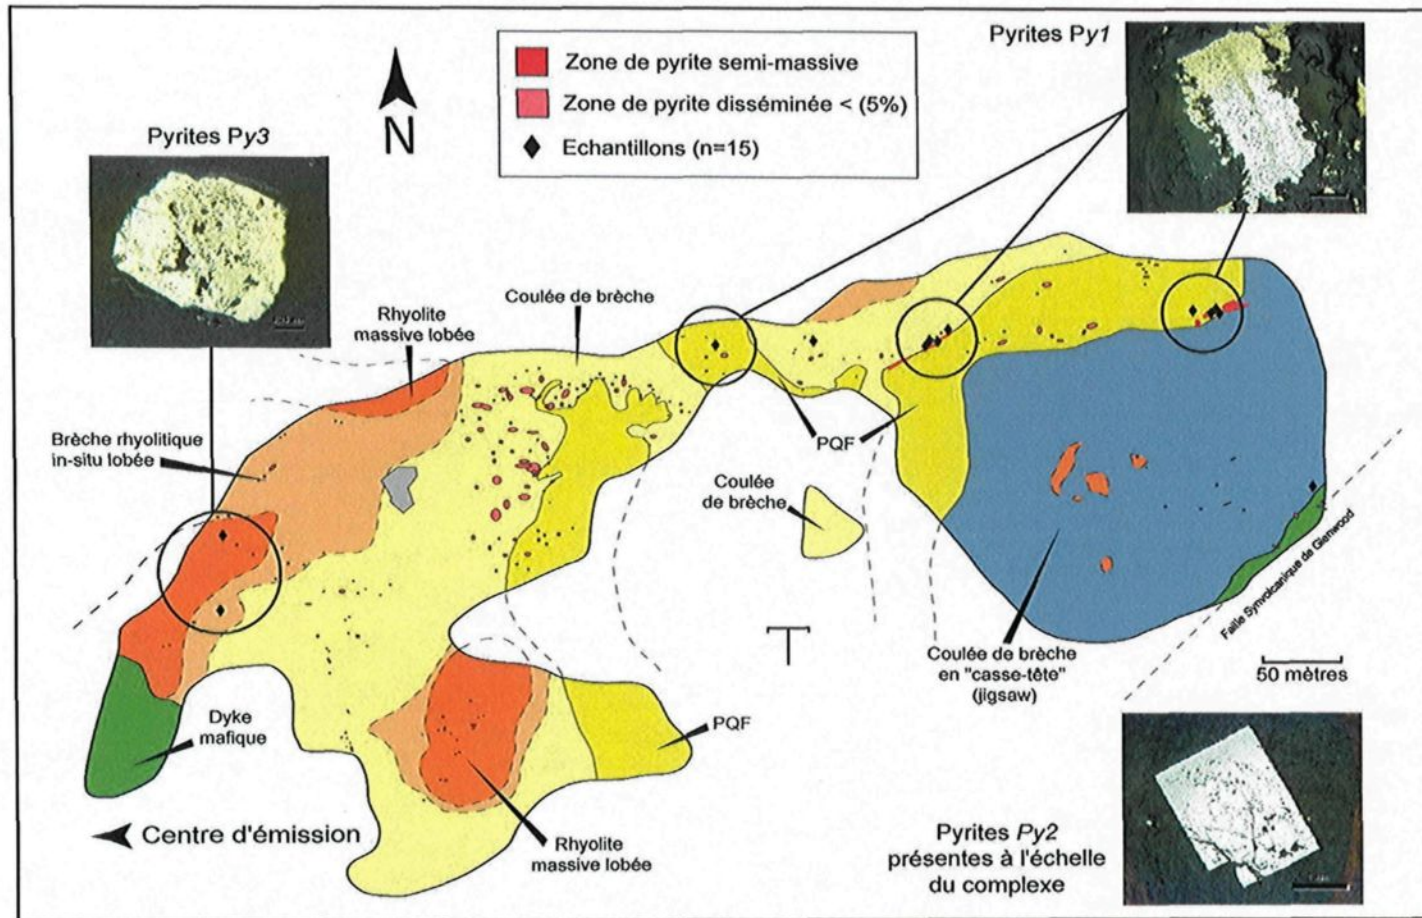 Zone de pyrite semi-massive
Zone de pyrite disséminée < (5%)
Echantillons (n=15)
Pyrites Py1
N
Pyrites Py3
Coulée de brèche
Rhyolite
massive lobée
Brèche rhyolitique
in-situ lobée
PQF
Coulée
de brèche
Faille Synvolcanique de Glenwood
Coulée de brèche
en "casse-tête"
(jigsaw)
50 mètres
Dyke
mafique
PQF
Centre d'émission
Rhyolite
massive lobée
Pyrites Py2
présentes à l'échelle
du complexe